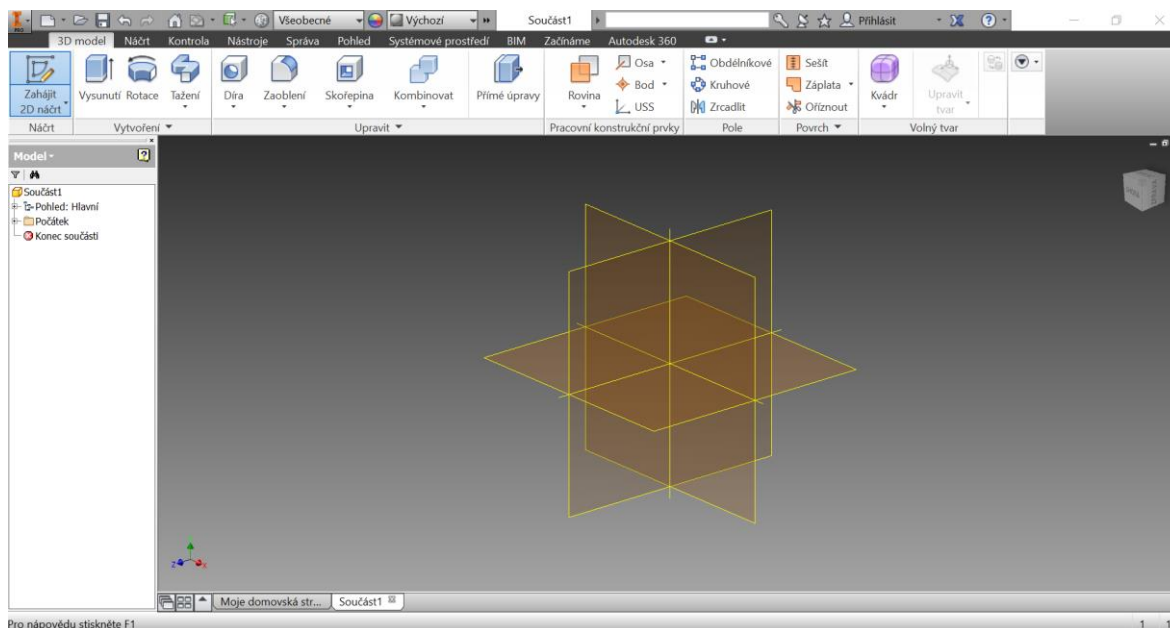 PRO
Všeobecné
Výchozí
Součást1
Přihlásit
3D model Náčrt Kontrola Nástroje Správa Pohled Systémové prostředí BIM Začínáme Autodesk 360
Zahájit
2D náčrt
Vysunutí Rotace Tažení
Díra Zaoblení Skořepina Kombinovat Přímé úpravy
Rovina
Osa
Bod
USS
Obdélníkové
Kruhové
Zrcadlit
Sešít
Záplata
Oříznout
Kvádr
Upravit
tvar
Náčrt Vytvoření Upravit Pracovní konstrukční prvky Pole Povrch Volný tvar
Model
Součást1
Pohled: Hlavní
Počátek
Konec součásti
z x
Moje domovská str... Součást1
Pro nápovědu stiskněte F1
1 1